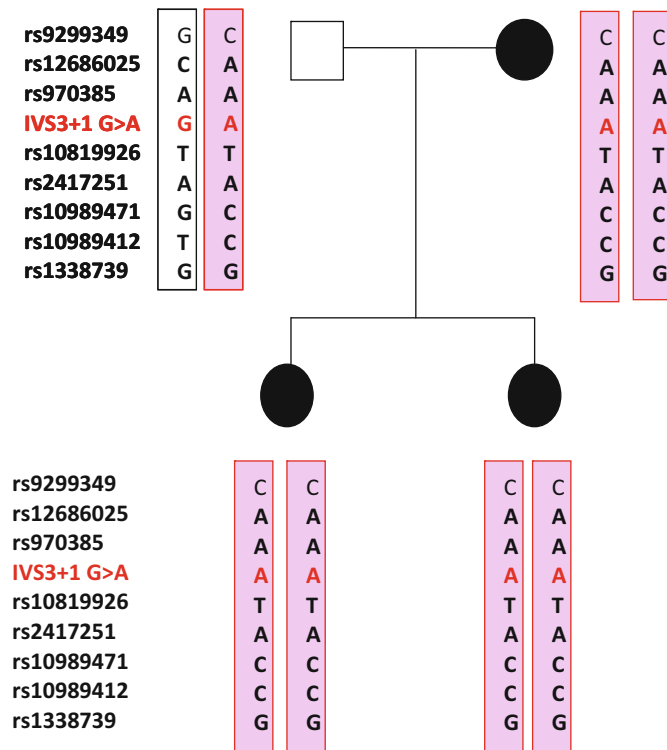 rs9299349 G C C C
rs12686025 C A A A
rs970385 A A A A
IVS3+1 G>A G A A A
rs10819926 T T T T
rs2417251 A A A A
rs10989471 G C C C
rs10989412 T C C C
rs1338739 G G G G
rs9299349 C C C C
rs12686025 A A A A
rs970385 A A A A
IVS3+1 G>A A A A A
rs10819926 T T T T
rs2417251 A A A A
rs10989471 C C C C
rs10989412 C C C C
rs1338739 G G G G